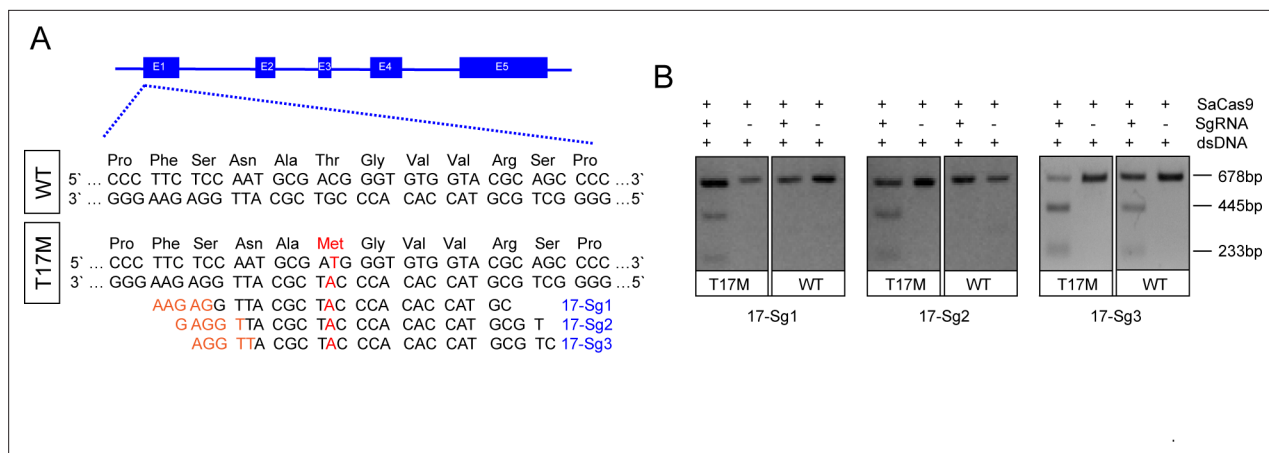 A
E1 E2 E3 E4 E5
WT
Pro Phe Ser Asn Ala Thr Gly Val Val Arg Ser Pro
5` ... CCC TTC TCC AAT GCG ACG GGT GTG GTA CGC AGC CCC ...3`
3` ... GGG AAG AGG TTA CGC TGC CCA CAC CAT GCG TCG GGG ... 5`
T17M
Pro Phe Ser Asn Ala Met Gly Val Val Arg Ser Pro
5` ... CCC TTC TCC AAT GCG ATG GGT GTG GTA CGC AGC CCC ...3`
3` ... GGG AAG AGG TTA CGC TAC CCA CAC CAT GCG TCG GGG ... 5`
AAG AGG TTA CGC TAC CCA CAC CAT GC 17-Sg1
G AGG TTA CGC TAC CCA CAC CAT GCG T 17-Sg2
AGG TTA CGC TAC CCA CAC CAT GCG TC 17-Sg3
B
+ + + + + + + + + + + + SaCas9
+ - + - + - + - + - + - SgRNA
+ + + + + + + + + + + + dsDNA
678bp
445bp
233bp
T17M WT T17M WT T17M WT
17-Sg1 17-Sg2 17-Sg3